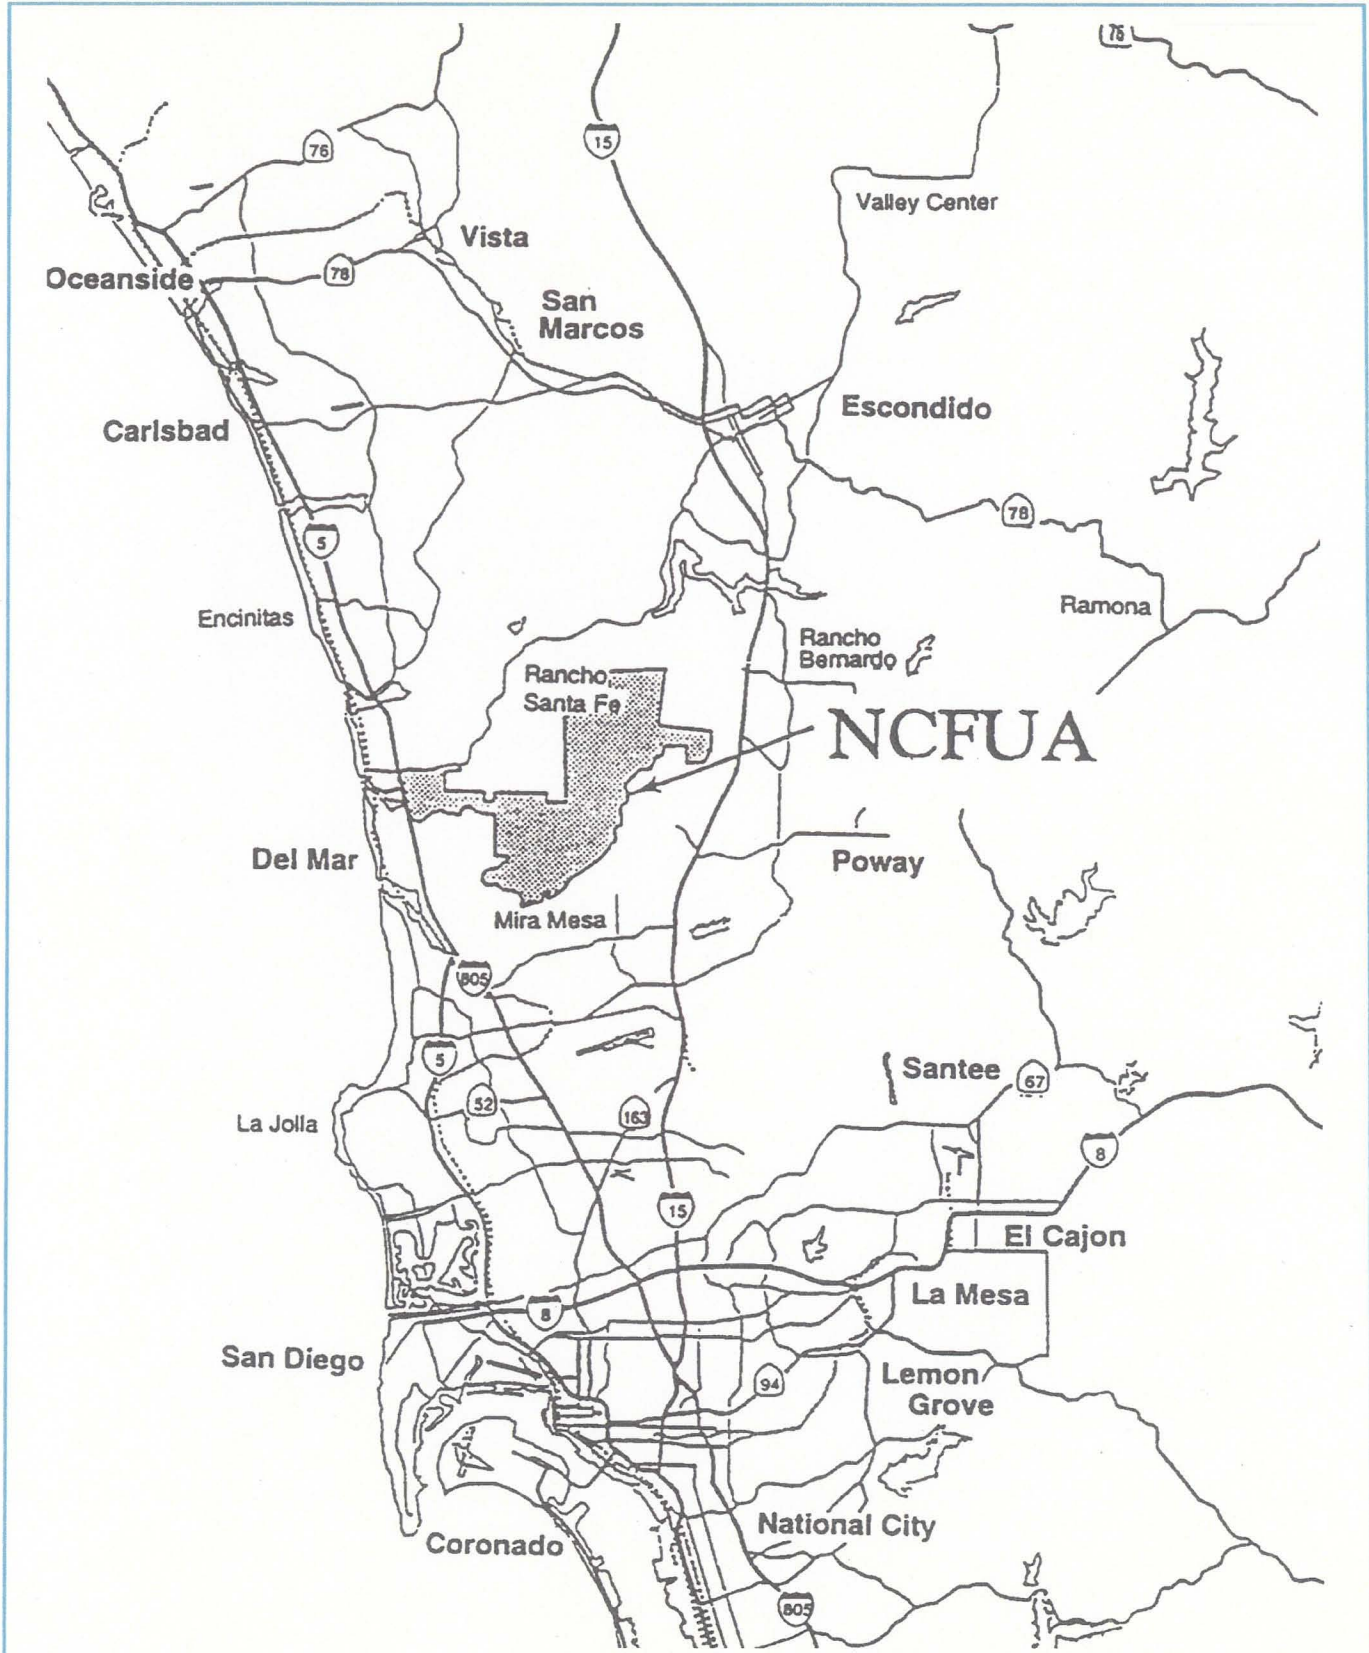 76
76
15
Valley Center
Vista
Oceanside
78
San
Marcos
Escondido
Carlsbad
78
5
Encinitas
Ramona
Rancho
Bernardo
Rancho
Santa Fe
NCFUA
Del Mar
Poway
Mira Mesa
805
5
Santee
67
52
163
La Jolla
8
15
El Cajon
La Mesa
8
San Diego
94
Lemon
Grove
National City
Coronado
805